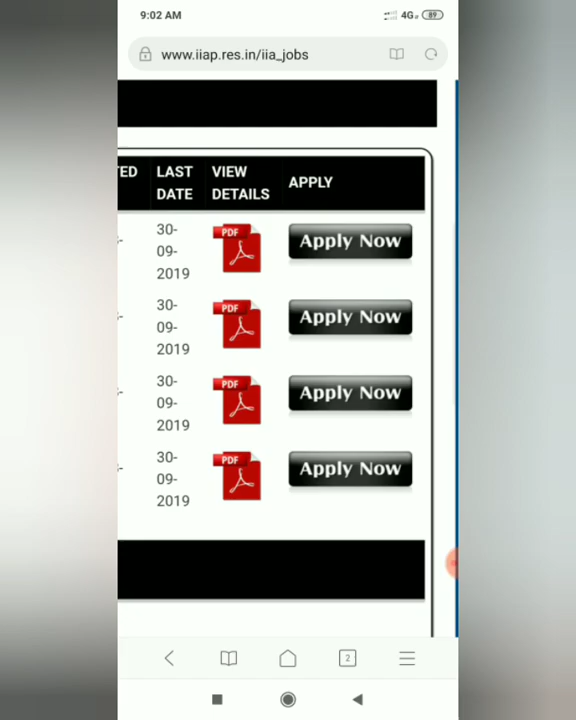 9:02 AM
4G
89
www.iiap.res.in/iia_jobs
TED
LAST DATE
VIEW DETAILS
APPLY
30-09-2019
PDF
Apply Now
30-09-2019
PDF
Apply Now
30-09-2019
PDF
Apply Now
30-09-2019
PDF
Apply Now
2